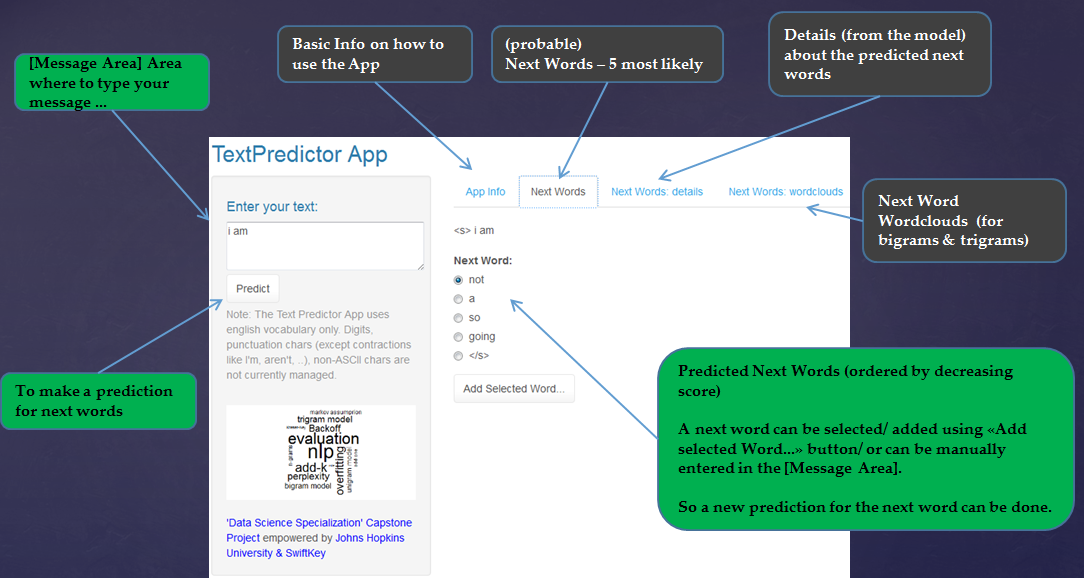 [Message Area] Area
where to type your
message ...
Basic Info on how to
use the App
(probable)
Next Words – 5 most likely
Details (from the model)
about the predicted next
words
TextPredictor App
Enter your text:
i am
Predict
Note: The Text Predictor App uses
english vocabulary only. Digits,
punctuation chars (except contractions
like I'm, aren't, ..), non-ASCII chars are
not currently managed.
markov assumption
trigram model
Backoff
evaluation
nlp
add-k
perplexity
bigram model
overfitting
unigram model
n-grams
add one
'Data Science Specialization' Capstone
Project empowered by Johns Hopkins
University & SwiftKey
App Info
Next Words
Next Words: details
Next Words: wordclouds
<s> i am
Next Word:
not
a
so
going
</s>
Add Selected Word...
Next Word
Wordclouds (for
bigrams & trigrams)
To make a prediction
for next words
Predicted Next Words (ordered by decreasing
score)
A next word can be selected/ added using «Add
selected Word...» button/ or can be manually
entered in the [Message Area].
So a new prediction for the next word can be done.